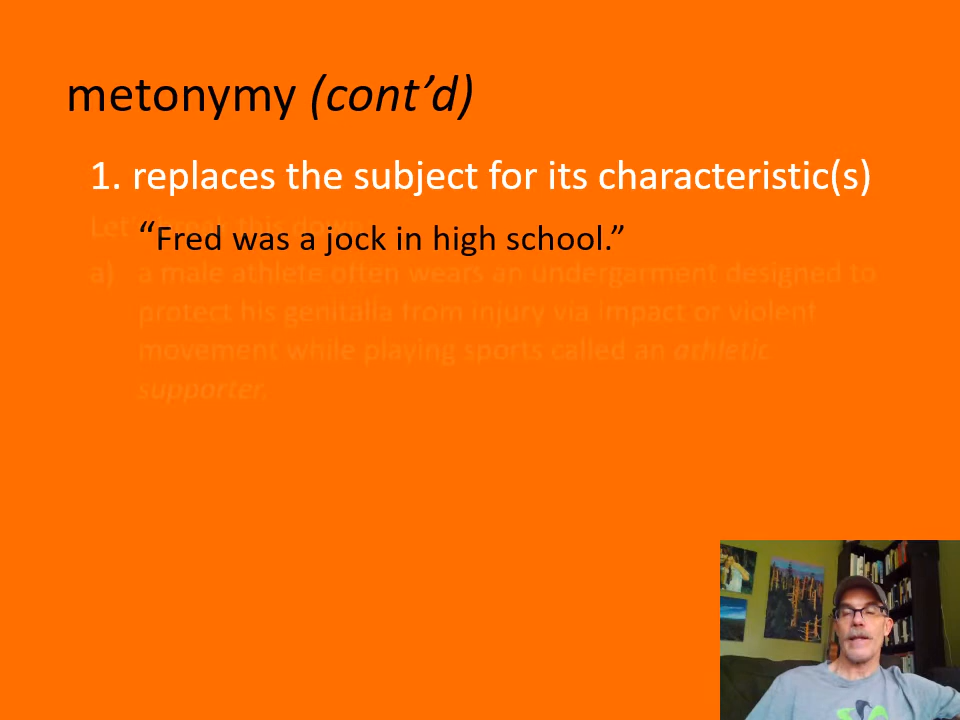 metonymy (cont’d)
1. replaces the subject for its characteristic(s)
“Fred was a jock in high school.”
Let
a) a male athlete often wears an undergarment designed to
protect his genitalia from injury via impact or violent
movement while playing sports called an athletic
supporter.